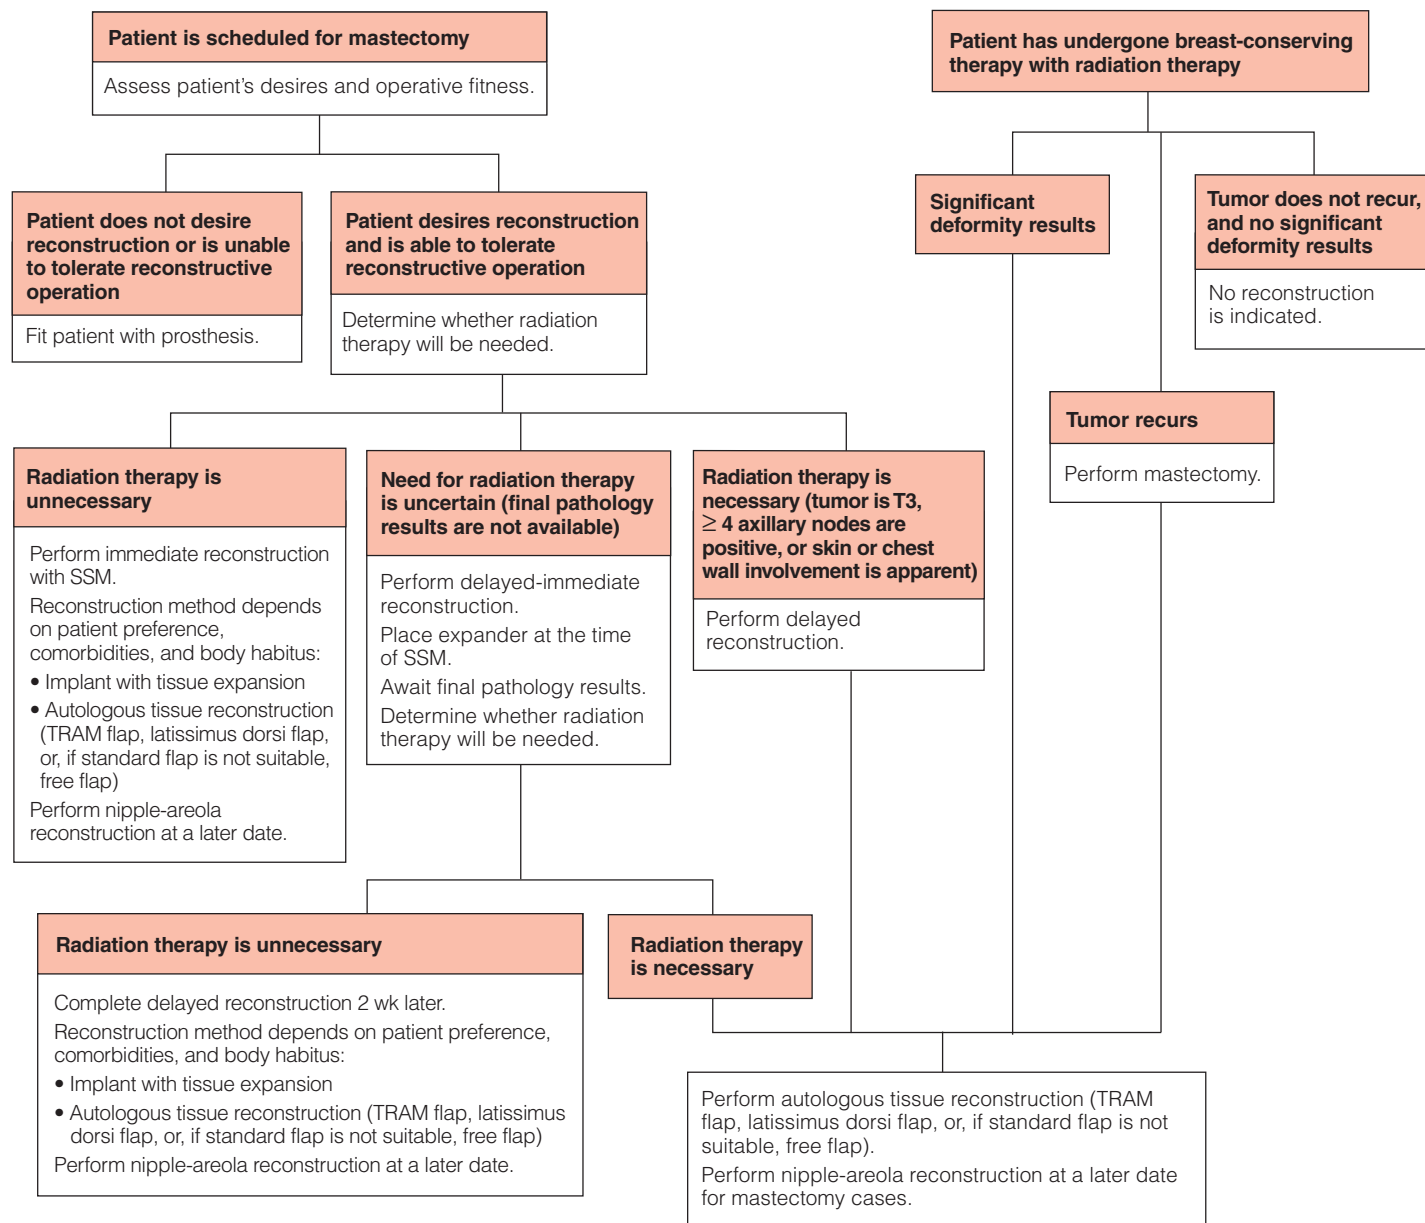 Patient is scheduled for mastectomy
Assess patient's desires and operative fitness.
Patient has undergone breast-conserving
therapy with radiation therapy
Patient does not desire
reconstruction or is unable
to tolerate reconstructive
operation
Fit patient with prosthesis.
Patient desires reconstruction
and is able to tolerate
reconstructive operation
Determine whether radiation
therapy will be needed.
Significant
deformity results
Tumor does not recur,
and no significant
deformity results
No reconstruction
is indicated.
Tumor recurs
Perform mastectomy.
Radiation therapy is
unnecessary
Perform immediate reconstruction
with SSM.
Reconstruction method depends
on patient preference,
comorbidities, and body habitus:
• Implant with tissue expansion
• Autologous tissue reconstruction
(TRAM flap, latissimus dorsi flap,
or, if standard flap is not suitable,
free flap)
Perform nipple-areola
reconstruction at a later date.
Need for radiation therapy
is uncertain (final pathology
results are not available)
Perform delayed-immediate
reconstruction.
Place expander at the time
of SSM.
Await final pathology results.
Determine whether radiation
therapy will be needed.
Radiation therapy is
necessary (tumor is T3,
≥ 4 axillary nodes are
positive, or skin or chest
wall involvement is apparent)
Perform delayed
reconstruction.
Radiation therapy is unnecessary
Complete delayed reconstruction 2 wk later.
Reconstruction method depends on patient preference,
comorbidities, and body habitus:
• Implant with tissue expansion
• Autologous tissue reconstruction (TRAM flap, latissimus
dorsi flap, or, if standard flap is not suitable, free flap)
Perform nipple-areola reconstruction at a later date.
Radiation therapy
is necessary
Perform autologous tissue reconstruction (TRAM
flap, latissimus dorsi flap, or, if standard flap is not
suitable, free flap).
Perform nipple-areola reconstruction at a later date
for mastectomy cases.